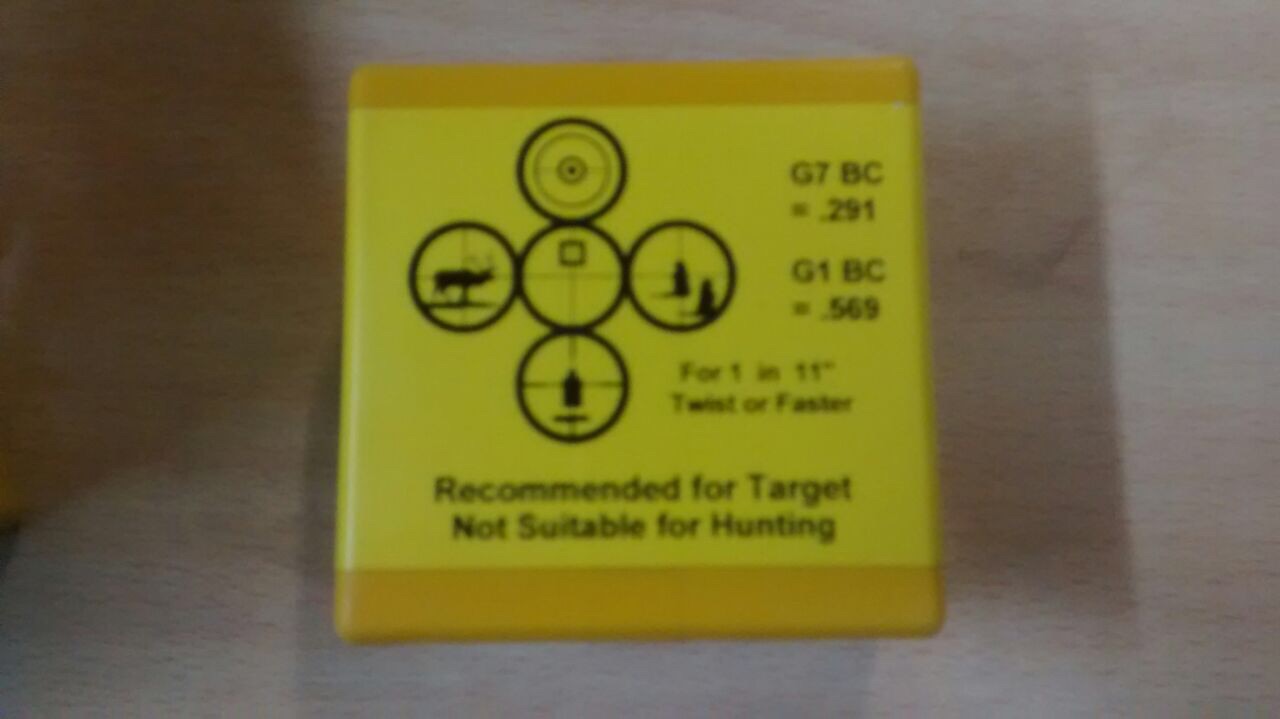 G7 BC
= .291
G1 BC
= .569
For 1 in 11"
Twist or Faster
Recommended for Target
Not Suitable for Hunting